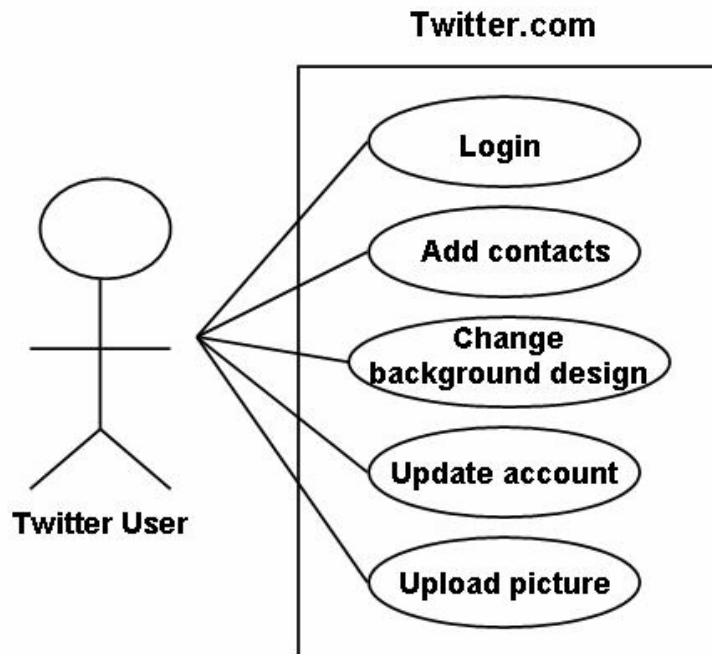 Twitter.com
Login
Add contacts
Change
background design
Update account
Twitter User
Upload picture